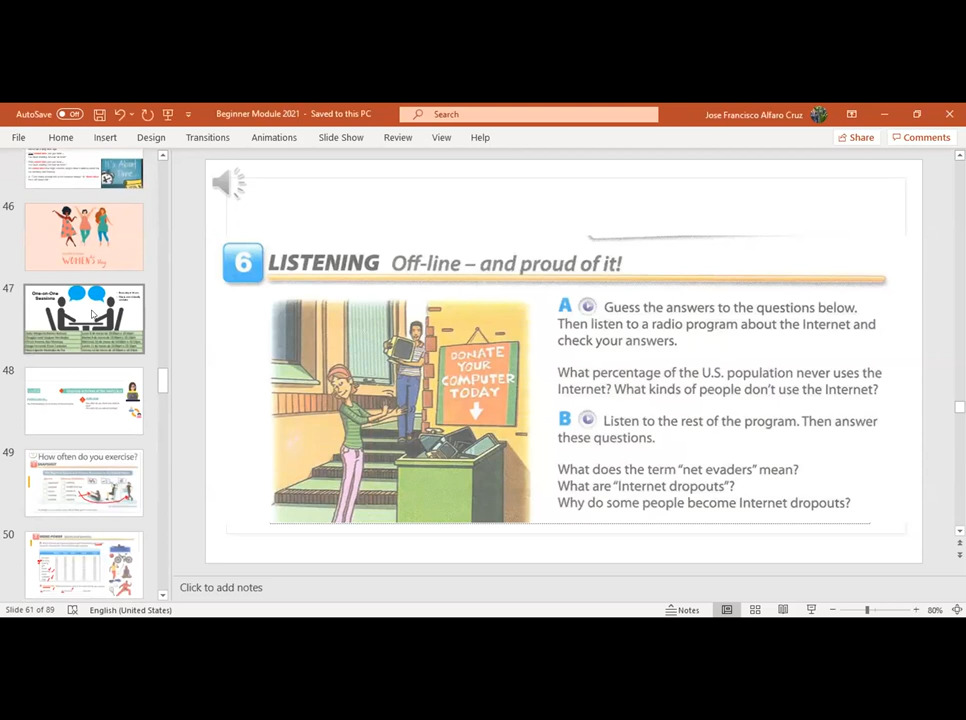 AutoSave Off
Beginner Module 2021 - Saved to this PC
Search
Jose Francisco Alfaro Cruz
File Home Insert Design Transitions Animations Slide Show Review View Help
Share Comments
46
WOMEN'S
47
One-on-One
Sessions
48
49
How often do you exercise?
50
6 LISTENING Off-line – and proud of it!
DONATE
YOUR
COMPUTER
TODAY
A Guess the answers to the questions below.
Then listen to a radio program about the Internet and
check your answers.
What percentage of the U.S. population never uses the
Internet? What kinds of people don't use the Internet?
B Listen to the rest of the program. Then answer
these questions.
What does the term "net evaders" mean?
What are "Internet dropouts"?
Why do some people become Internet dropouts?
Click to add notes
Slide 61 of 89 English (United States)
Notes
80%